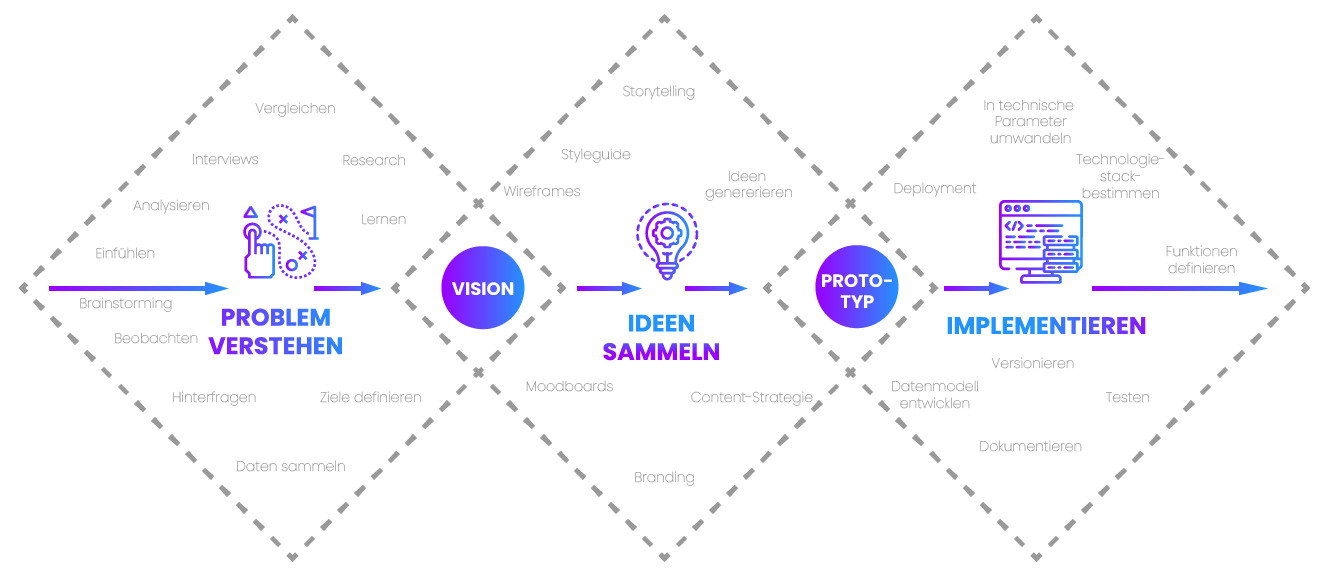 Vergleichen
Interviews
Research
Analysieren
Lernen
Einfühlen
Brainstorming
PROBLEM
VERSTEHEN
Beobachten
Hinterfragen
Ziele definieren
Daten sammeln
VISION
Storytelling
Styleguide
Wireframes
Ideen
genererieren
IDEEN
SAMMELN
Moodboards
Content-Strategie
Branding
PROTO-
TYP
In technische
Parameter
umwandeln
Technologie-
stack-
bestimmen
Deployment
Funktionen
definieren
</>
IMPLEMENTIEREN
Versionieren
Datenmodell
entwicklen
Testen
Dokumentieren